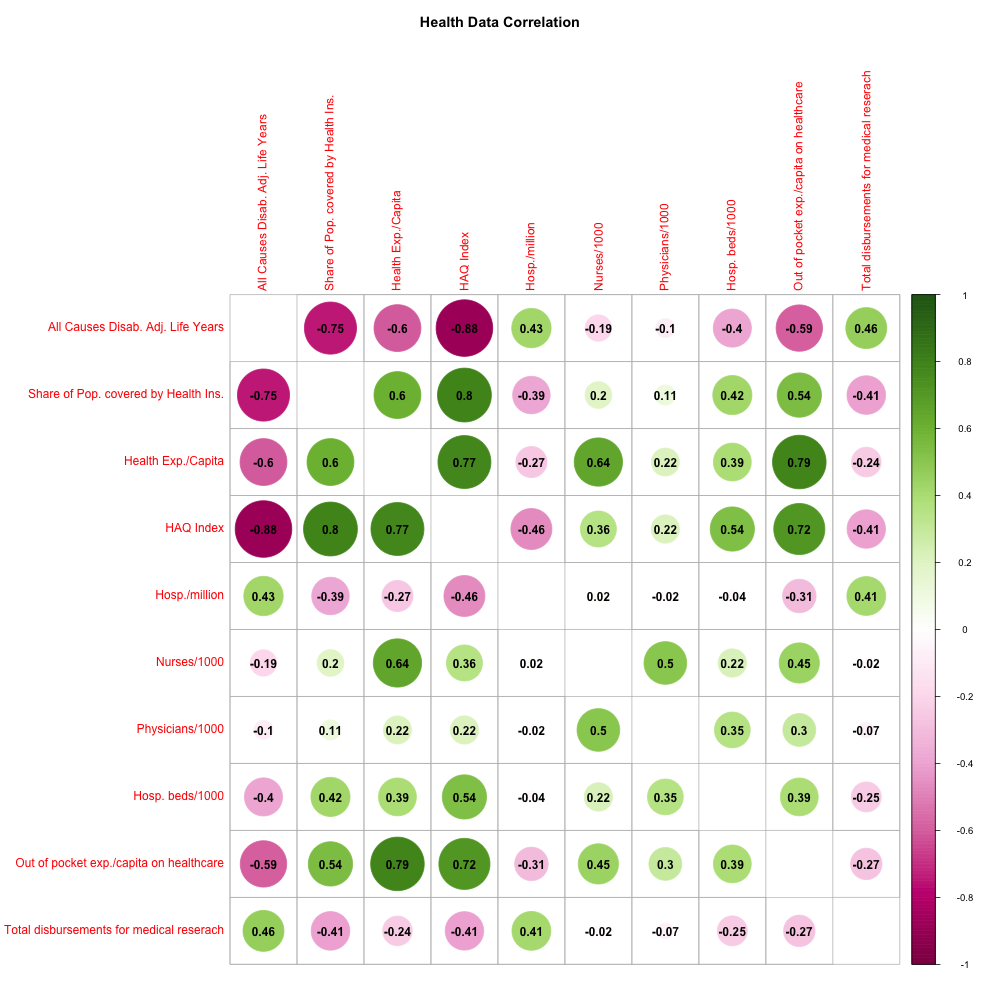 Health Data Correlation
All Causes Disab. Adj. Life Years
Share of Pop. covered by Health Ins.
Health Exp./Capita
HAQ Index
Hosp./million
Nurses/1000
Physicians/1000
Hosp. beds/1000
Out of pocket exp./capita on healthcare
Total disbursements for medical reserach
All Causes Disab. Adj. Life Years -0.75 -0.6 -0.88 0.43 -0.19 -0.1 -0.4 -0.59 0.46
Share of Pop. covered by Health Ins. -0.75 0.6 0.8 -0.39 0.2 0.11 0.42 0.54 -0.41
Health Exp./Capita -0.6 0.6 0.77 -0.27 0.64 0.22 0.39 0.79 -0.24
HAQ Index -0.88 0.8 0.77 -0.46 0.36 0.22 0.54 0.72 -0.41
Hosp./million 0.43 -0.39 -0.27 -0.46 0.02 -0.02 -0.04 -0.31 0.41
Nurses/1000 -0.19 0.2 0.64 0.36 0.02 0.5 0.22 0.45 -0.02
Physicians/1000 -0.1 0.11 0.22 0.22 -0.02 0.5 0.35 0.3 -0.07
Hosp. beds/1000 -0.4 0.42 0.39 0.54 -0.04 0.22 0.35 0.39 -0.25
Out of pocket exp./capita on healthcare -0.59 0.54 0.79 0.72 -0.31 0.45 0.3 0.39 -0.27
Total disbursements for medical reserach 0.46 -0.41 -0.24 -0.41 0.41 -0.02 -0.07 -0.25 -0.27
1
0.8
0.6
0.4
0.2
0
-0.2
-0.4
-0.6
-0.8
-1